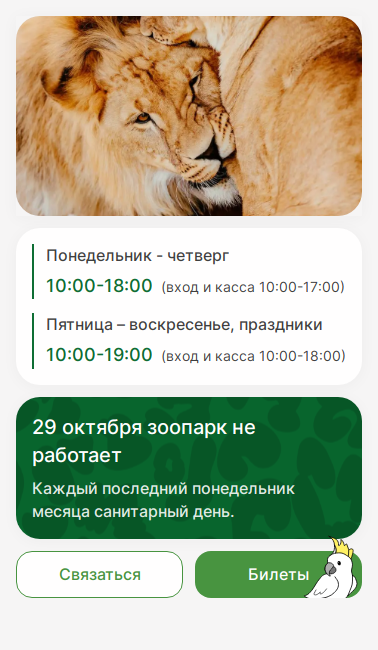 Понедельник - четверг
10:00-18:00 (вход и касса 10:00-17:00)
Пятница – воскресенье, праздники
10:00-19:00 (вход и касса 10:00-18:00)
29 октября зоопарк не
работает
Каждый последний понедельник
месяца санитарный день.
Связаться
Билеты